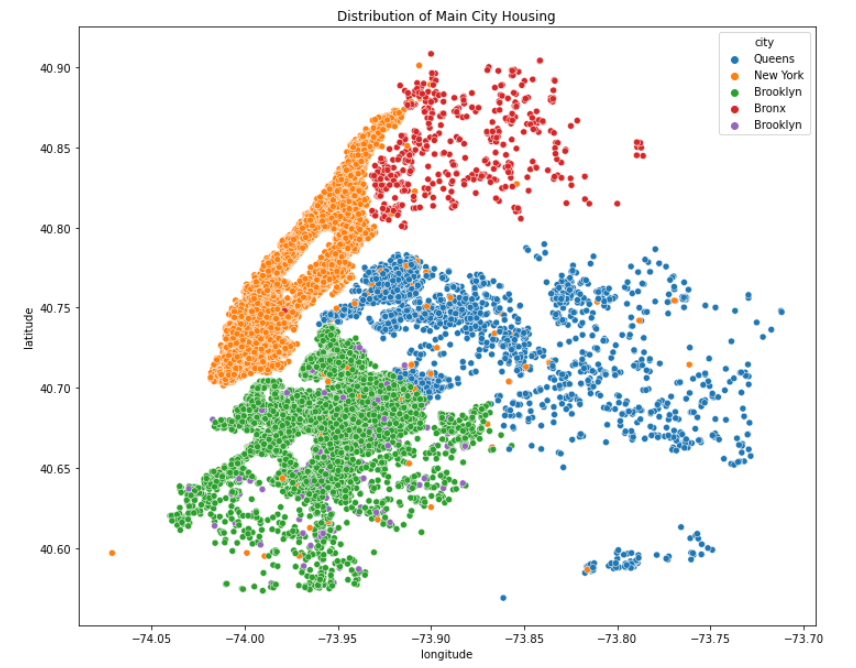 Distribution of Main City Housing
city
Queens
New York
Brooklyn
Bronx
Brooklyn
40.90
40.85
40.80
40.75
40.70
40.65
40.60
latitude
−74.05
−74.00
−73.95
−73.90
−73.85
−73.80
−73.75
−73.70
longitude